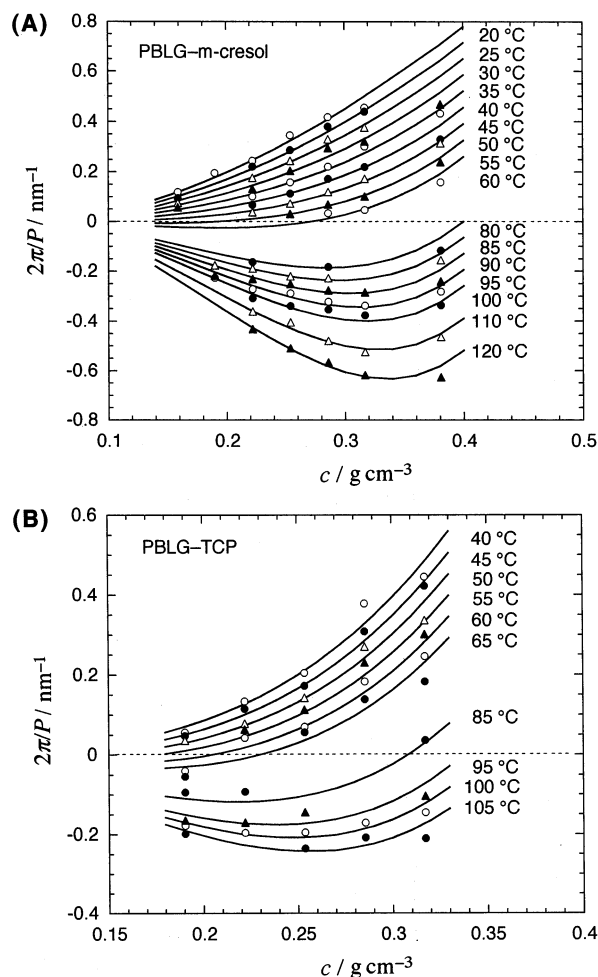 (A)
PBLG–m-cresol
0.8
0.6
0.4
0.2
0
-0.2
-0.4
-0.6
-0.8
2π/P / nm⁻¹
20 °C
25 °C
30 °C
35 °C
40 °C
45 °C
50 °C
55 °C
60 °C
80 °C
85 °C
90 °C
95 °C
100 °C
110 °C
120 °C
0.1
0.2
0.3
0.4
0.5
c / g cm⁻³
(B)
PBLG–TCP
0.6
0.4
0.2
0
-0.2
-0.4
2π/P / nm⁻¹
40 °C
45 °C
50 °C
55 °C
60 °C
65 °C
85 °C
95 °C
100 °C
105 °C
0.15
0.2
0.25
0.3
0.35
0.4
c / g cm⁻³